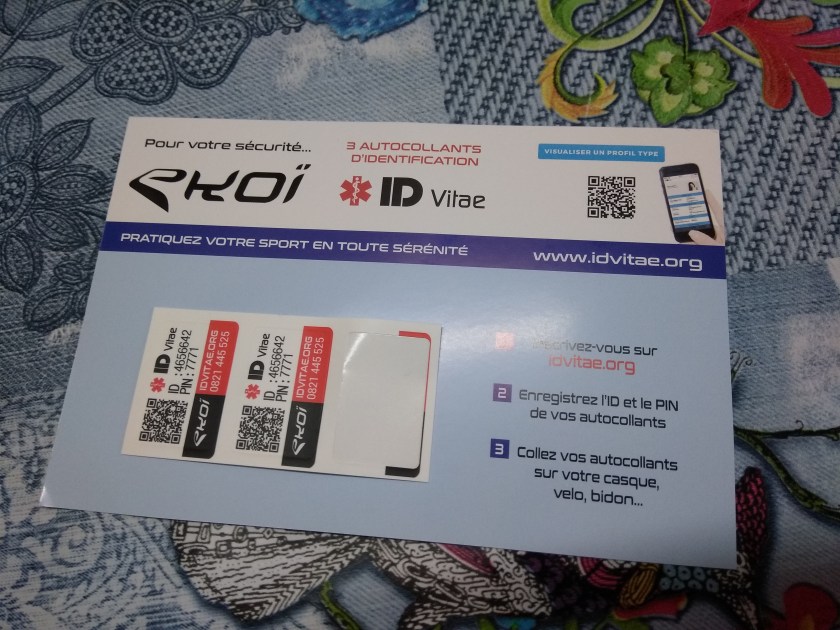 Pour votre sécurité...
EKOÏ
3 AUTOCOLLANTS
D'IDENTIFICATION
ID Vitae
VISUALISER UN PROFIL TYPE
PRATIQUEZ VOTRE SPORT EN TOUTE SÉRÉNITÉ
www.idvitae.org
ID Vitae
ID : 4656642
PIN : 7771
EKOÏ
IDVITAE.ORG
0821 445 525
ID Vitae
ID : 4656642
PIN : 7771
EKOÏ
IDVITAE.ORG
0821 445 525
sur
idvitae.org
2 Enregistrez l'ID et le PIN
de vos autocollants
3 Collez vos autocollants
sur votre casque,
velo, bidon...